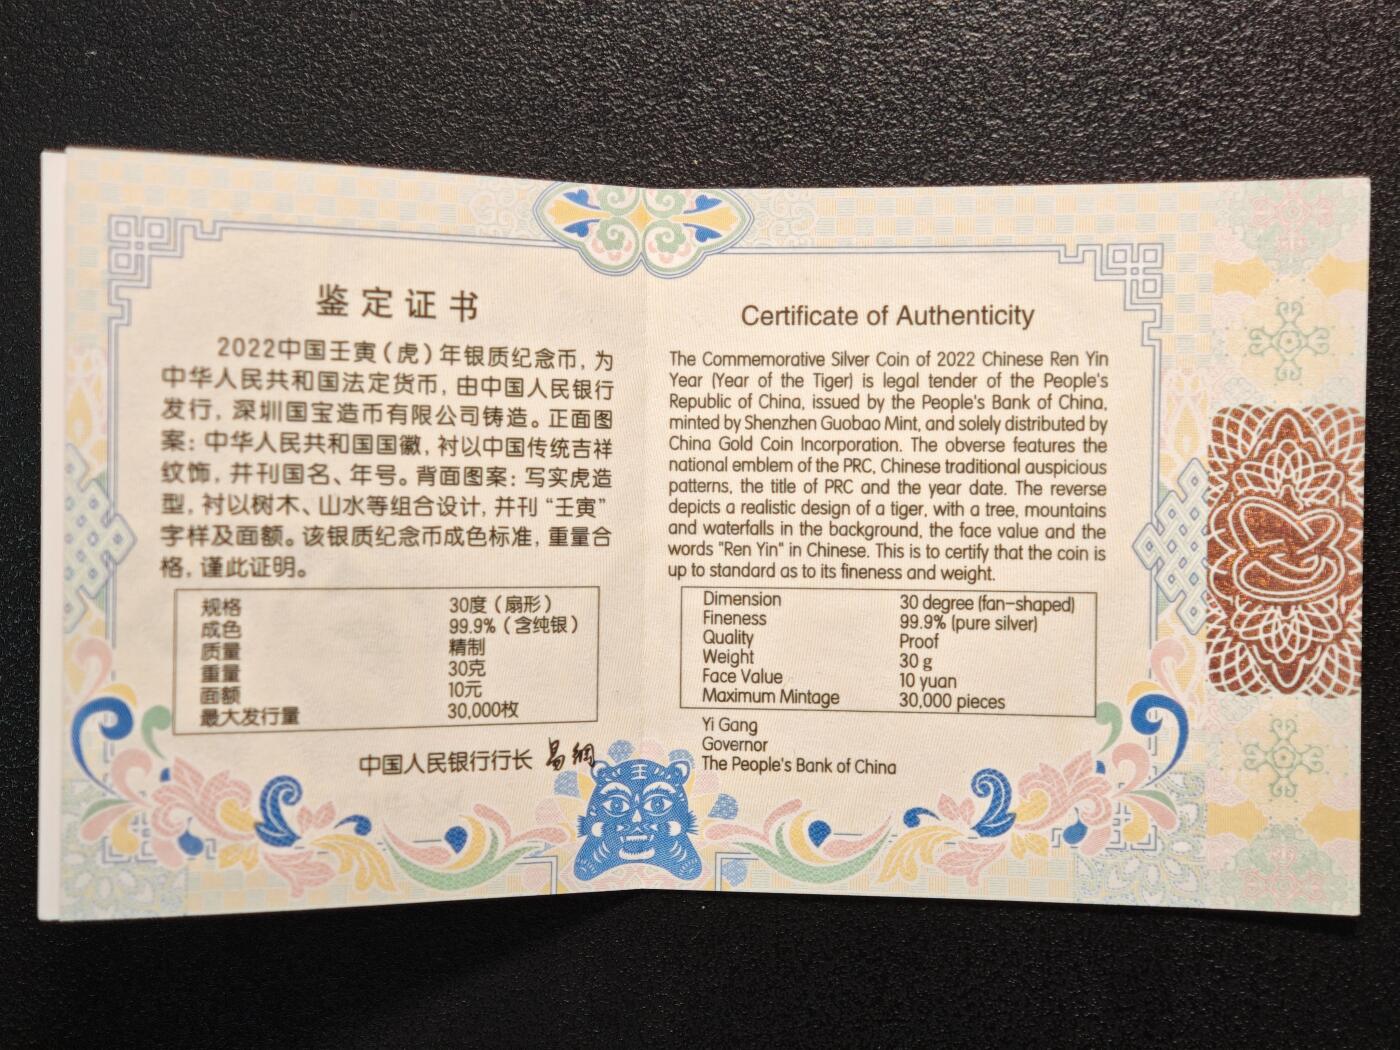 鉴定证书
2022中国壬寅（虎）年银质纪念币，为
中华人民共和国法定货币，由中国人民银行
发行，深圳国宝造币有限公司铸造。正面图
案：中华人民共和国国徽，衬以中国传统吉祥
纹饰，并刊国名、年号。背面图案：写实虎造
型，衬以树木、山水等组合设计，并刊“壬寅”
字样及面额。该银质纪念币成色标准，重量合
格，谨此证明。
规格 30度（扇形）
成色 99.9%（含纯银）
质量 精制
重量 30克
面额 10元
最大发行量 30,000枚
中国人民银行行长 易纲
Certificate of Authenticity
The Commemorative Silver Coin of 2022 Chinese Ren Yin
Year (Year of the Tiger) is legal tender of the People's
Republic of China, issued by the People's Bank of China,
minted by Shenzhen Guobao Mint, and solely distributed by
China Gold Coin Incorporation. The obverse features the
national emblem of the PRC, Chinese traditional auspicious
patterns, the title of PRC and the year date. The reverse
depicts a realistic design of a tiger, with a tree, mountains
and waterfalls in the background, the face value and the
words "Ren Yin" in Chinese. This is to certify that the coin is
up to standard as to its fineness and weight.
Dimension 30 degree (fan-shaped)
Fineness 99.9% (pure silver)
Quality Proof
Weight 30 g
Face Value 10 yuan
Maximum Mintage 30,000 pieces
Yi Gang
Governor
The People's Bank of China